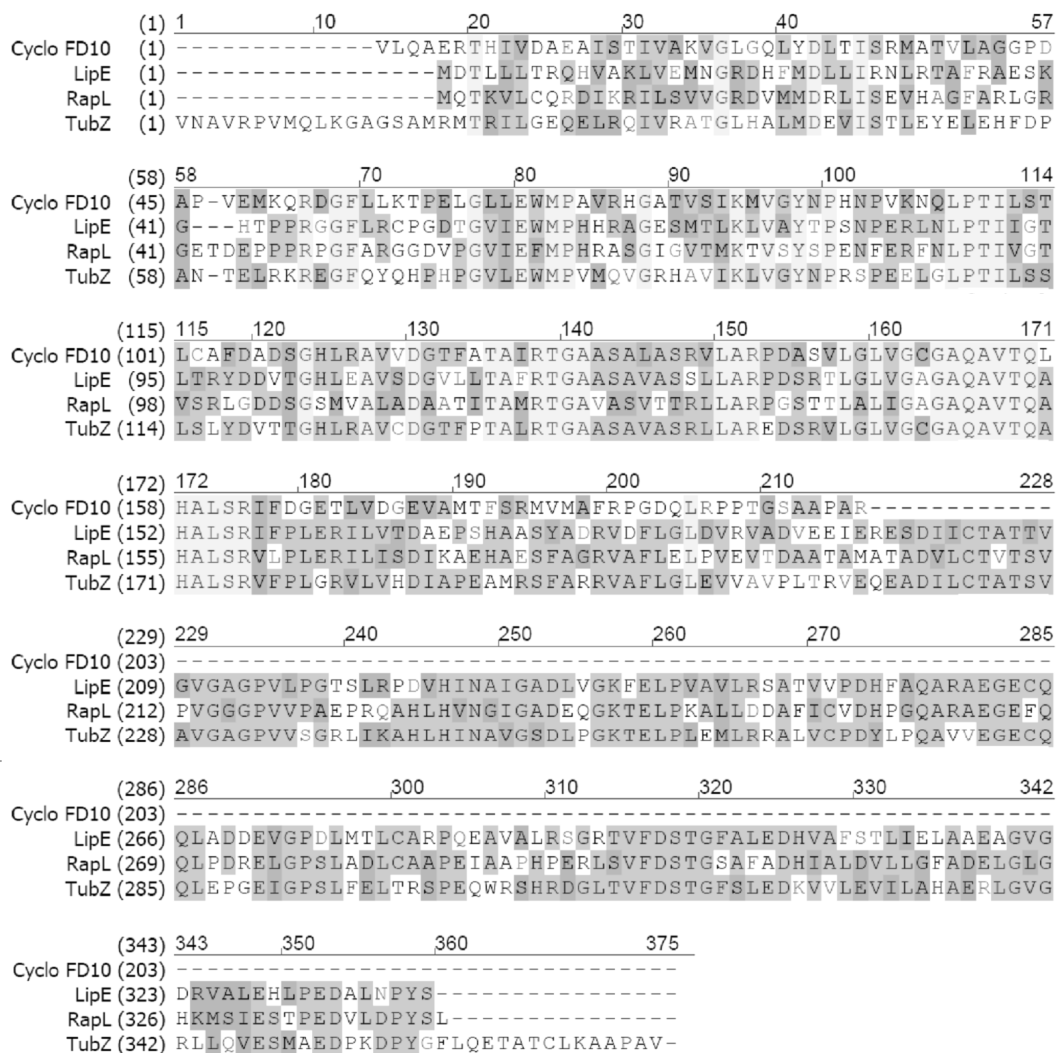 (1) 1 10 20 30 40 57
Cyclo FD10 (1) -------------VLQAERTHIVDAEAISTIVAKVGLGQLYDLTISRMATVLAGGPD
LipE (1) -----------------MDTLLLTRQHVAKLVEMNGRDHFMDLLIRNLRTAFRAESK
RapL (1) -----------------MQTKVLCQRDIKRILSVVGRDVMMDRLISEVHAGFARLGR
TubZ (1) VNAVRPVMQLKGAGSAMRMTRILGEQELRQIVRATGLHALMDEVISTLEYELEHFDP
(58) 58 70 80 90 100 114
Cyclo FD10 (45) AP-VEMKQRDGFLLKTPELGLLEWMPAVRHGATVSIKMVGYNPHNPVKNQLPTILST
LipE (41) G---HTPPRGGFLRCPGDTGVIEWMPHHRAGESMTLKLVAYTPSNPERLNLPTIIGT
RapL (41) GETDEPPPRPGFARGGDVPGVIEFMPHRASGIGVTMKTVSYSPENFERFNLPTIVGT
TubZ (58) AN-TELRKREGFQYQHPHPGVLEWMPVMQVGRHAVIKLVGYNPRSPEELGLPTILSS
(115) 115 120 130 140 150 160 171
Cyclo FD10 (101) LCAFDADSGHLRAVVDGTFATAIRTGAASALASRVLARPDASVLGLVGCGAQAVTQL
LipE (95) LTRYDDVTGHLEAVSDGVLLTAFRTGAASAVASSLLARPDSRTLGLVGAGAQAVTQA
RapL (98) VSRLGDDSGSMVALADAATITAMRTGAVASVTTRLLARPGSTTLALIGAGAQAVTQA
TubZ (114) LSLYDVTTGHLRAVCDGTFPTALRTGAASAVASRLLAREDSRVLGLVGCGAQAVTQA
(172) 172 180 190 200 210 228
Cyclo FD10 (158) HALSRIFDGETLVDGEVAMTFSRMVMAFRPGDQLRPPTGSAAPAR------------
LipE (152) HALSRIFPLERILVTDAEPSHAASYADRVDFLGLDVRVADVEEIERESDIICTATTV
RapL (155) HALSRVLPLERILISDIKAEHAESFAGRVAFLELPVEVTDAATAMATADVLCTVTSV
TubZ (171) HALSRVFPLGRVLVHDIAPEAMRSFARRVAFLGLEVVAVPLTRVEQEADILCTATSV
(229) 229 240 250 260 270 285
Cyclo FD10 (203) ---------------------------------------------------------
LipE (209) GVGAGPVLPGTSLRPDVHINAIGADLVGKFELPVAVLRSATVVPDHFAQARAEGECQ
RapL (212) PVGGGPVVPAEPRQAHLHVNGIGADEQGKTELPKALLDDAFICVDHPGQARAEGEFQ
TubZ (228) AVGAGPVVSGRLIKAHLHINAVGSDLPGKTELPLEMLRRALVCPDYLPQAVVEGECQ
(286) 286 300 310 320 330 342
Cyclo FD10 (203) ---------------------------------------------------------
LipE (266) QLADDEVGPDLMTLCARPQEAVALRSGRTVFDSTGFALEDHVAFSTLIELAAEAGVG
RapL (269) QLPDRELGPSLADLCAAPEIAAPHPERLSVFDSTGSAFADHIALDVLLGFADELGLG
TubZ (285) QLEPGEIGPSLFELTRSPEQWRSHRDGLTVFDSTGFSLEDKVVLEVILAHAERLGVG
(343) 343 350 360 375
Cyclo FD10 (203) ---------------------------------
LipE (323) DRVALEHLPEDALNPYS----------------
RapL (326) HKMSIESTPEDVLDPYSL---------------
TubZ (342) RLLQVESMAEDPKDPYGFLQETATCLKAAPAV-